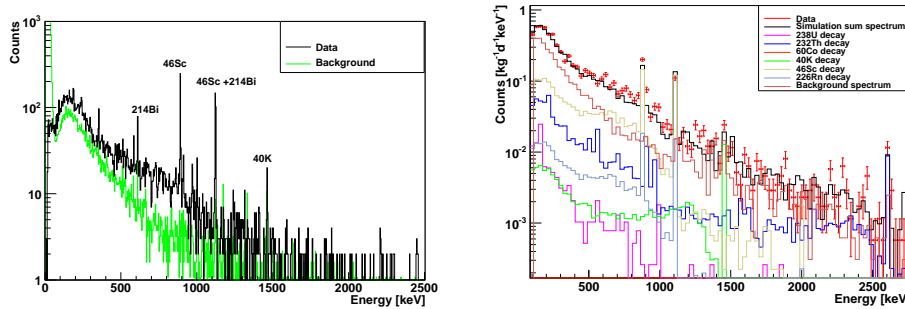 Counts
10³
10²
10
1
46Sc
Data
Background
46Sc +214Bi
214Bi
40K
0 500 1000 1500 2000 2500
Energy [keV]
Counts [kg⁻¹d⁻¹keV⁻¹]
1
10⁻¹
10⁻²
10⁻³
Data
Simulation sum spectrum
238U decay
232Th decay
60Co decay
40K decay
46Sc decay
226Rn decay
Background spectrum
500 1000 1500 2000 2500
Energy [keV]